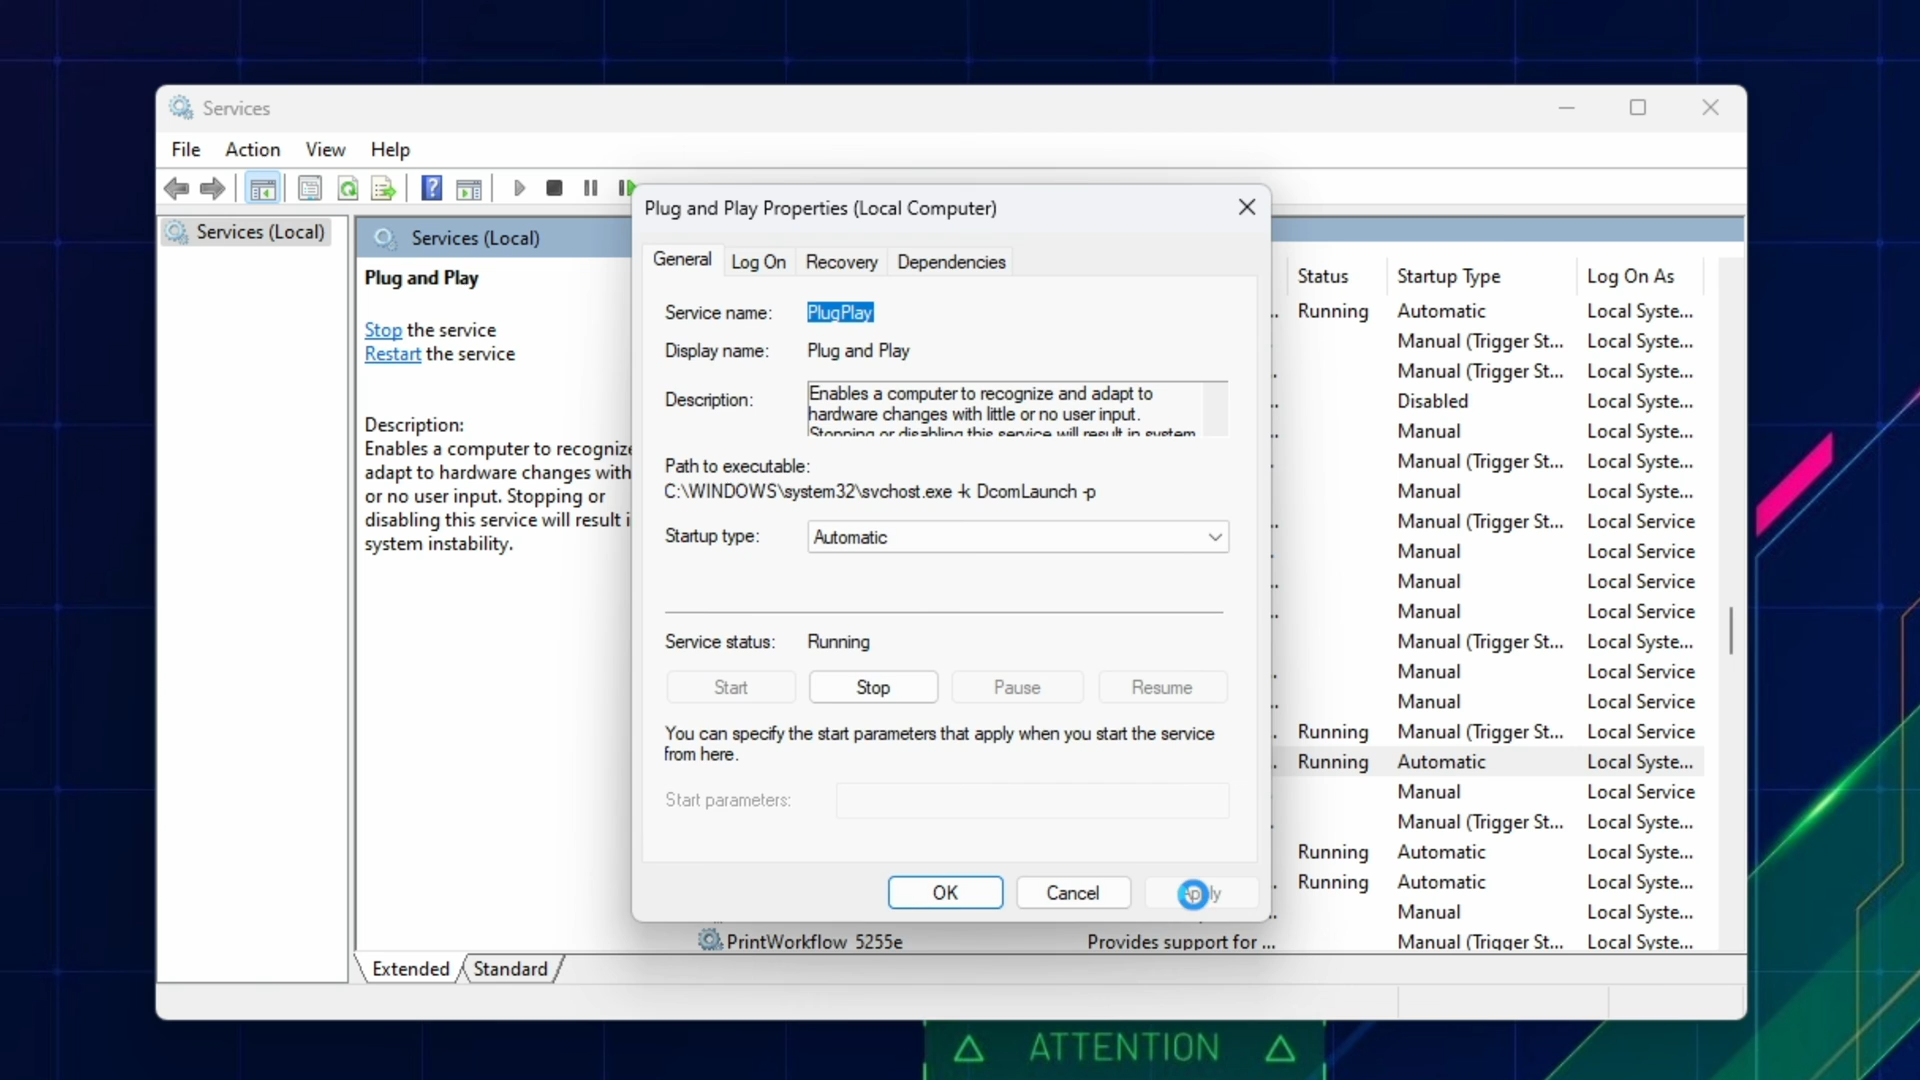 Services
File Action View Help
Services (Local)
Services (Local)
Plug and Play
Stop the service
Restart the service
Description:
Enables a computer to recognize
adapt to hardware changes with
or no user input. Stopping or
disabling this service will result i
system instability.
Plug and Play Properties (Local Computer)
General Log On Recovery Dependencies
Service name: PlugPlay
Display name: Plug and Play
Description: Enables a computer to recognize and adapt to
hardware changes with little or no user input.
Stopping or disabling this service will result in system
Path to executable:
C:\WINDOWS\system32\svchost.exe -k DcomLaunch -p
Startup type: Automatic
Service status: Running
Start Stop Pause Resume
You can specify the start parameters that apply when you start the service
from here.
Start parameters:
OK Cancel Apply
Status Startup Type Log On As
Running Automatic Local Syste...
Manual (Trigger St... Local Syste...
Manual (Trigger St... Local Syste...
Disabled Local Syste...
Manual Local Syste...
Manual (Trigger St... Local Syste...
Manual Local Syste...
Manual (Trigger St... Local Service
Manual Local Service
Manual Local Service
Manual Local Service
Manual (Trigger St... Local Syste...
Manual Local Service
Manual Local Service
Running Manual (Trigger St... Local Service
Running Automatic Local Syste...
Manual Local Service
Manual (Trigger St... Local Syste...
Running Automatic Local Syste...
Running Automatic Local Syste...
Manual Local Syste...
PrintWorkflow_5255e Provides support for ... Manual (Trigger St... Local Syste...
Extended Standard
ATTENTION